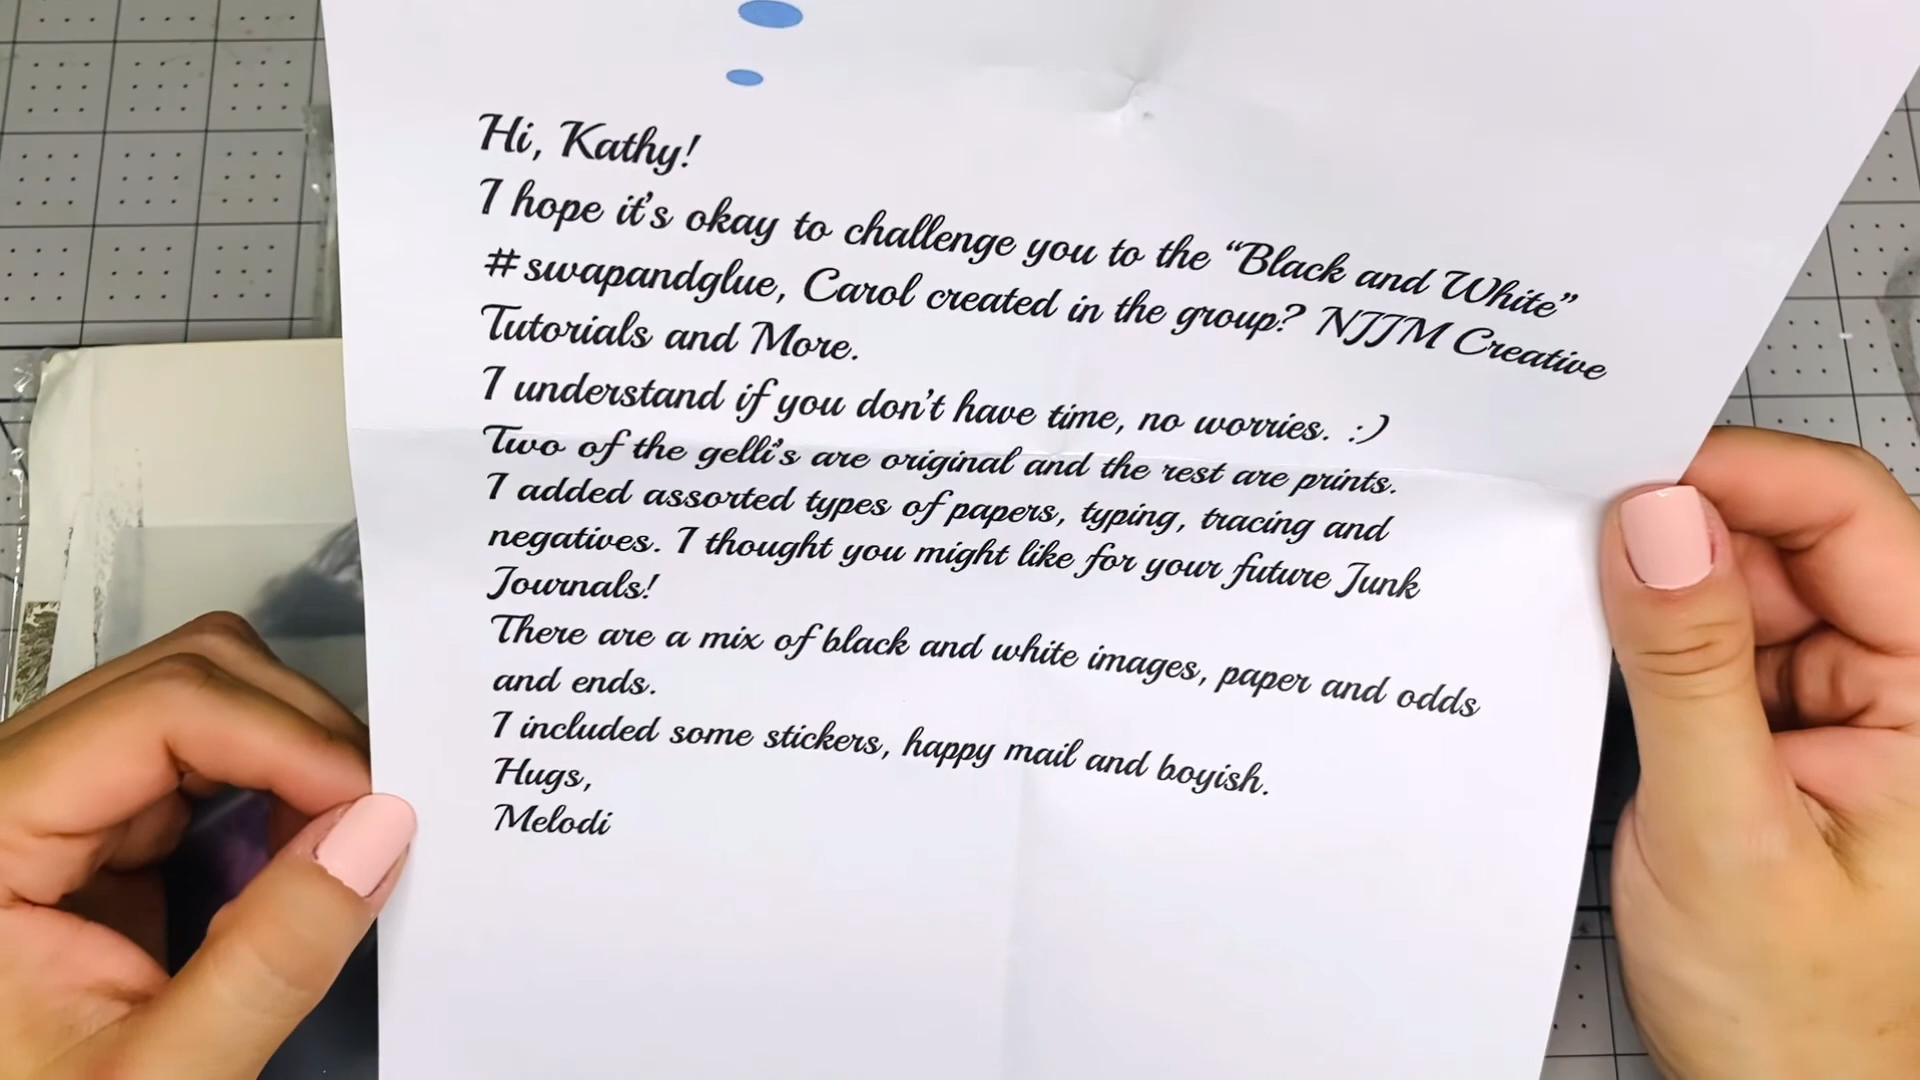 Hi, Kathy!
I hope it's okay to challenge you to the “Black and White”
#swapandglue, Carol created in the group? NJJM Creative
Tutorials and More.
I understand if you don't have time, no worries. :)
Two of the gelli's are original and the rest are prints.
I added assorted types of papers, typing, tracing and
negatives. I thought you might like for your future Junk
Journals!
There are a mix of black and white images, paper and odds
and ends.
I included some stickers, happy mail and boyish.
Hugs,
Melodi